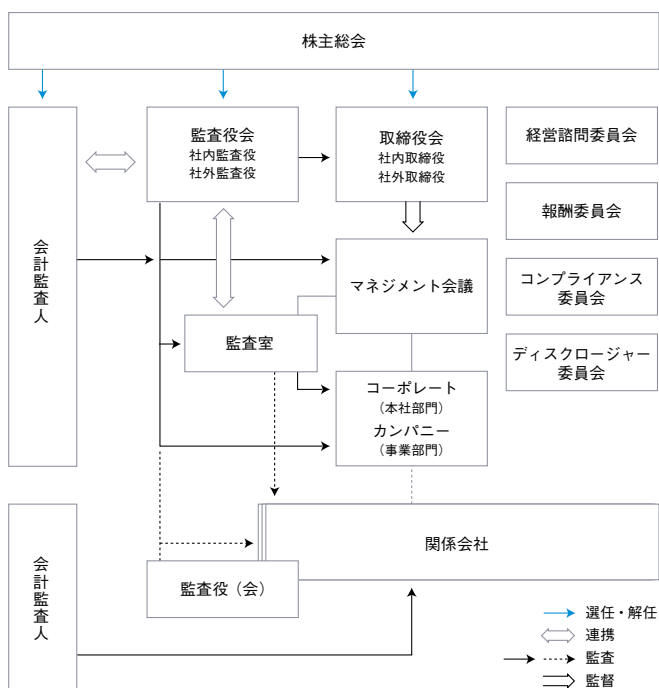 株主総会
会計監査人
監査役会
社内監査役
社外監査役
取締役会
社内取締役
社外取締役
経営諮問委員会
報酬委員会
マネジメント会議
コンプライアンス
委員会
監査室
ディスクロージャー
委員会
コーポレート
（本社部門）
カンパニー
（事業部門）
会計監査人
関係会社
監査役（会）
選任・解任
連携
監査
監督